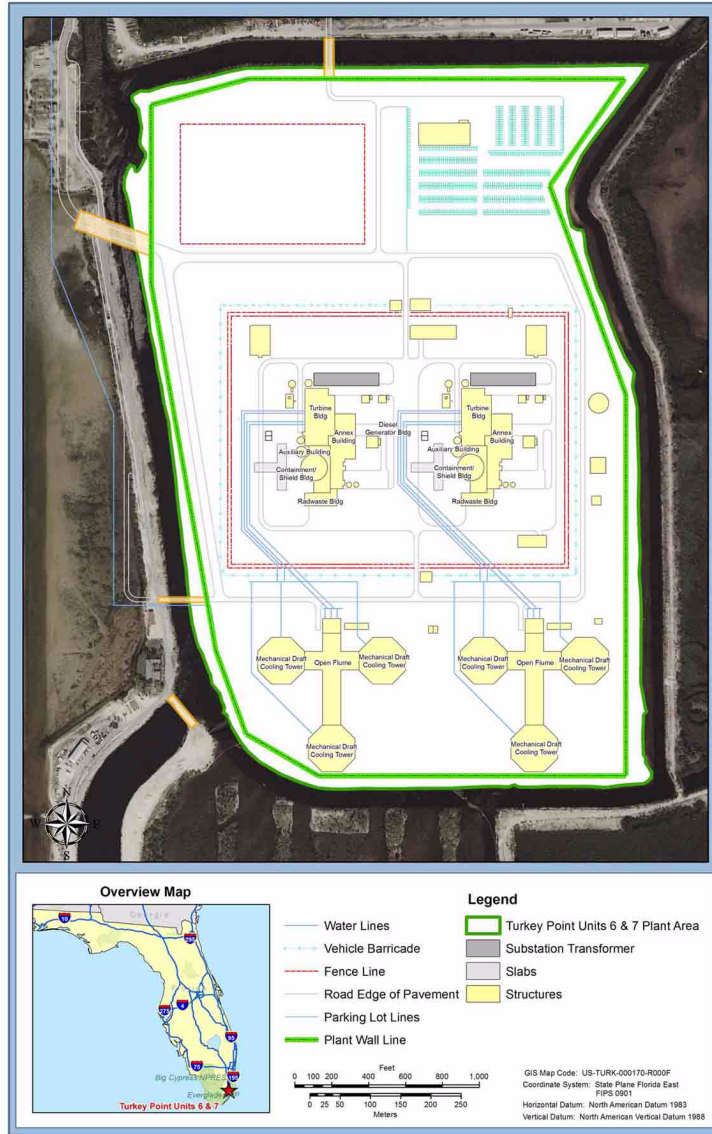 Turbine
Bldg
Annex
Building
Auxiliary Building
Containment/
Shield Bldg
Radwaste Bldg
Diesel
Generator Bldg
Turbine
Bldg
Annex
Building
Auxiliary Building
Containment/
Shield Bldg
Radwaste Bldg
Mechanical Draft
Cooling Tower
Open Flume
Mechanical Draft
Cooling Tower
Mechanical Draft
Cooling Tower
Open Flume
Mechanical Draft
Cooling Tower
Mechanical Draft
Cooling Tower
Mechanical Draft
Cooling Tower
N
W E
S
Overview Map
Georgia
10
295
4
275
95
75
195
Big Cypress NPRES
Turkey Point Units 6 & 7
Water Lines
Vehicle Barricade
Fence Line
Road Edge of Pavement
Parking Lot Lines
Plant Wall Line
Legend
Turkey Point Units 6 & 7 Plant Area
Substation Transformer
Slabs
Structures
Feet
0 100 200 400 600 800 1,000
0 25 50 100 150 200 250
Meters
GIS Map Code: US-TURK-000170-R000F
Coordinate System: State Plane Florida East
FIPS 0901
Horizontal Datum: North American Datum 1983
Vertical Datum: North American Vertical Datum 1988